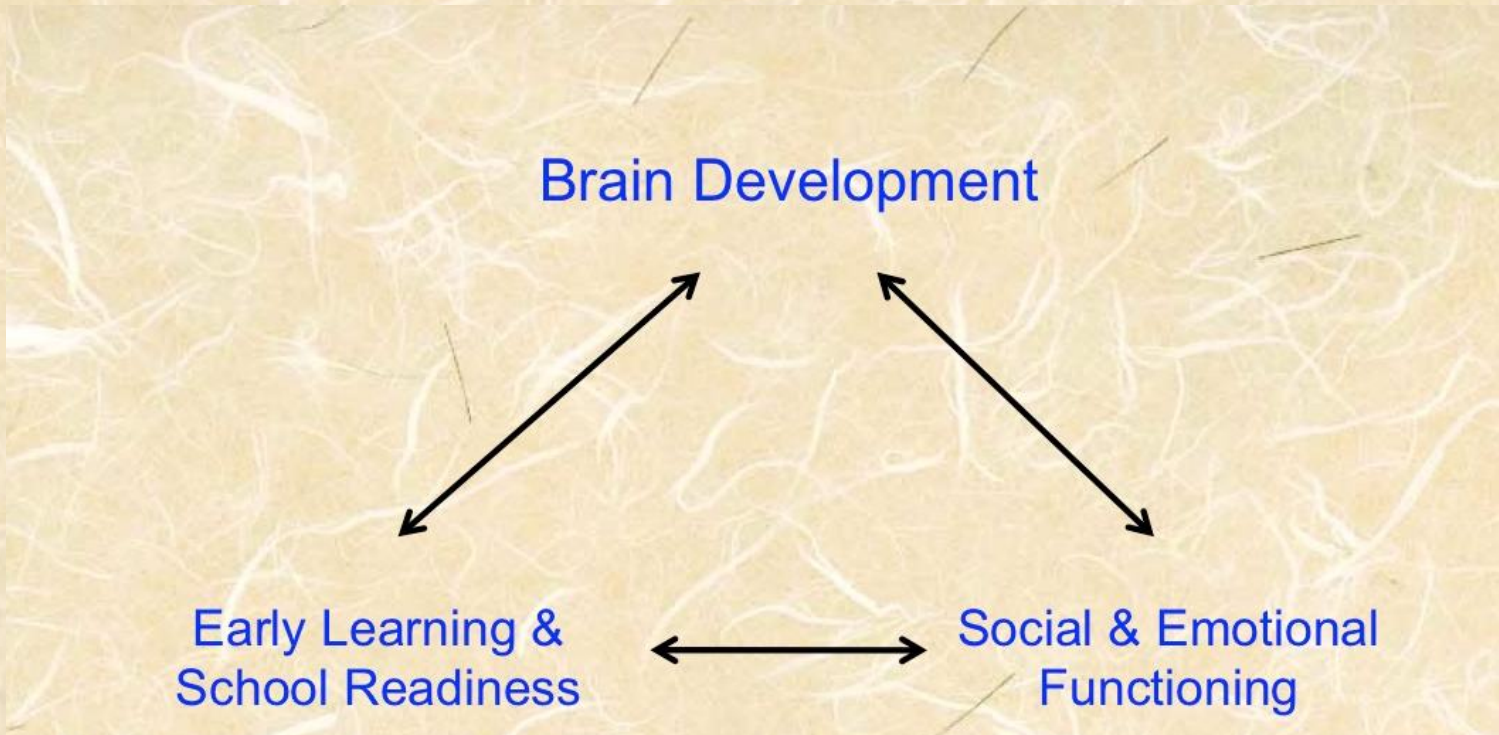 Brain Development
Early Learning &
School Readiness
Social & Emotional
Functioning